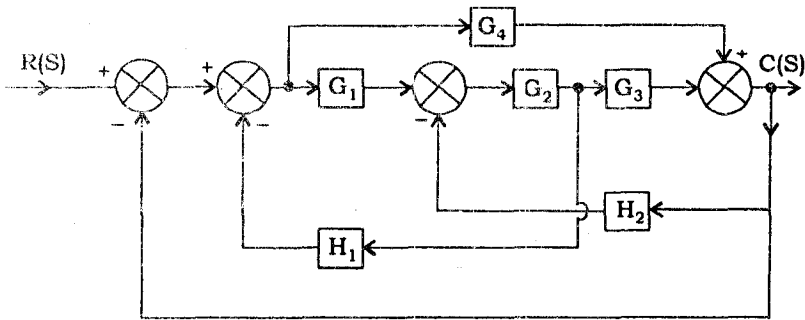 G₄
R(S) + + + C(S)
G₁ G₂ G₃
− − −
H₂
H₁